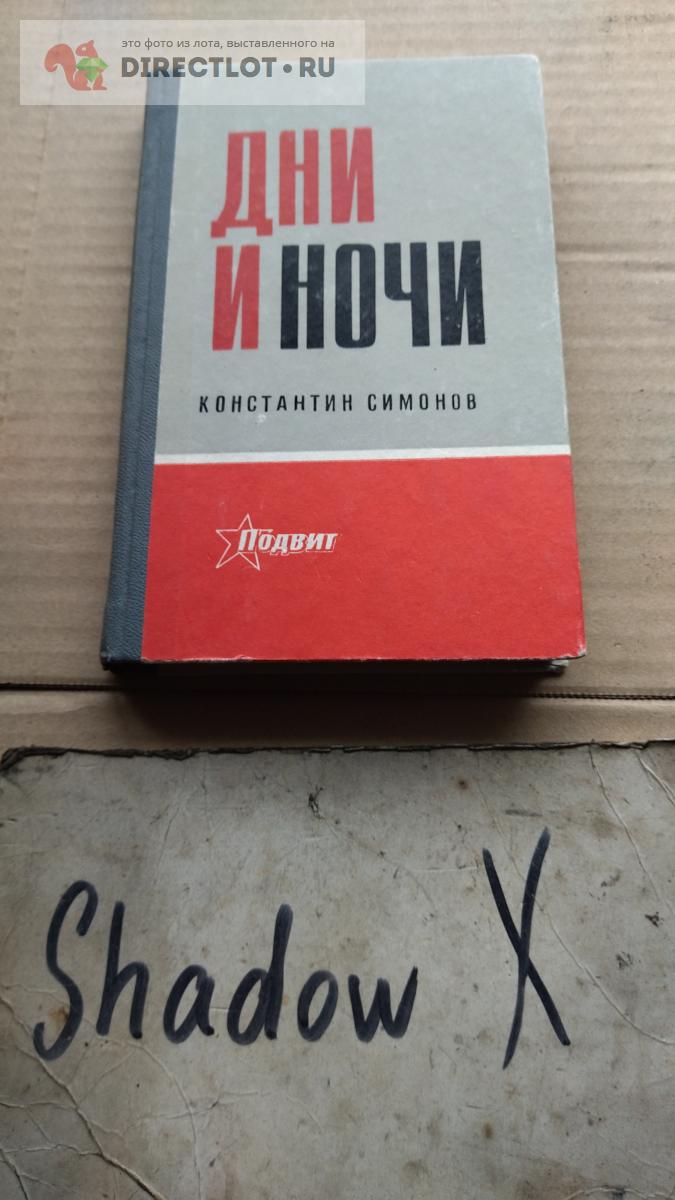 это фото из лота, выставленного на
DIRECTLOT•RU
ДНИ
И НОЧИ
КОНСТАНТИН СИМОНОВ
Подвиг
Shadow X